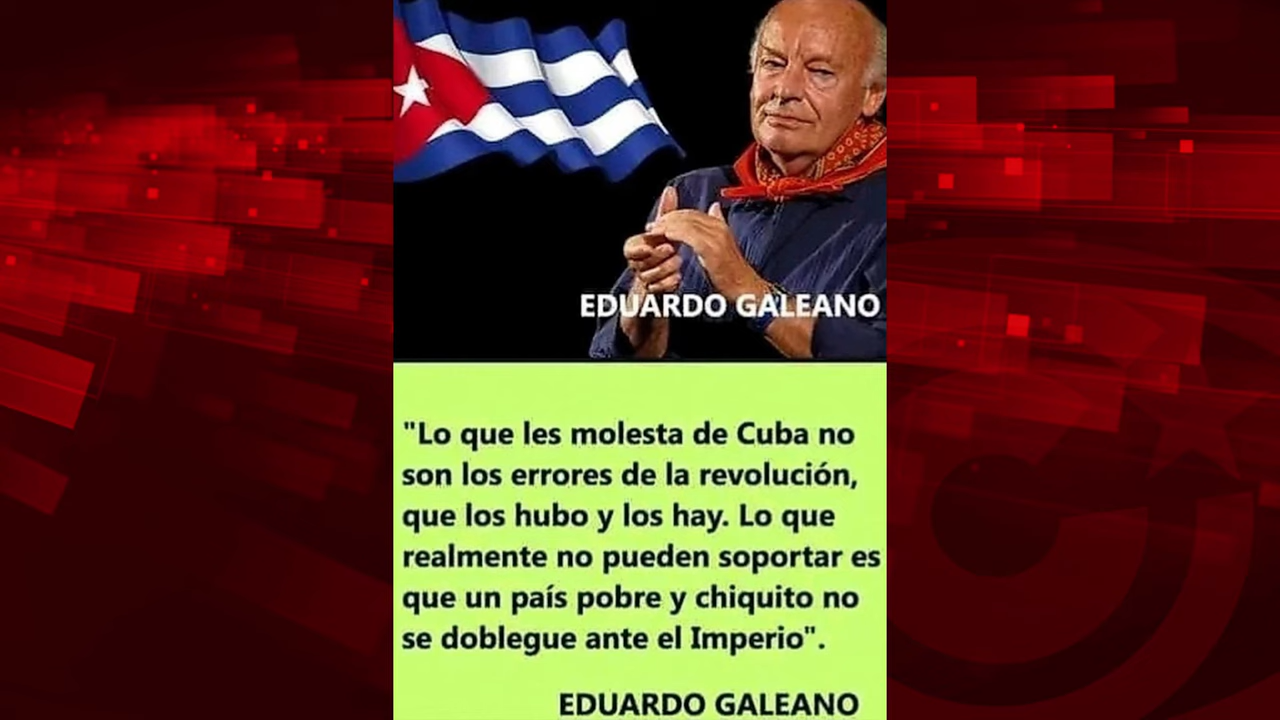 EDUARDO GALEANO
"Lo que les molesta de Cuba no
son los errores de la revolución,
que los hubo y los hay. Lo que
realmente no pueden soportar es
que un país pobre y chiquito no
se doblegue ante el Imperio".
EDUARDO GALEANO